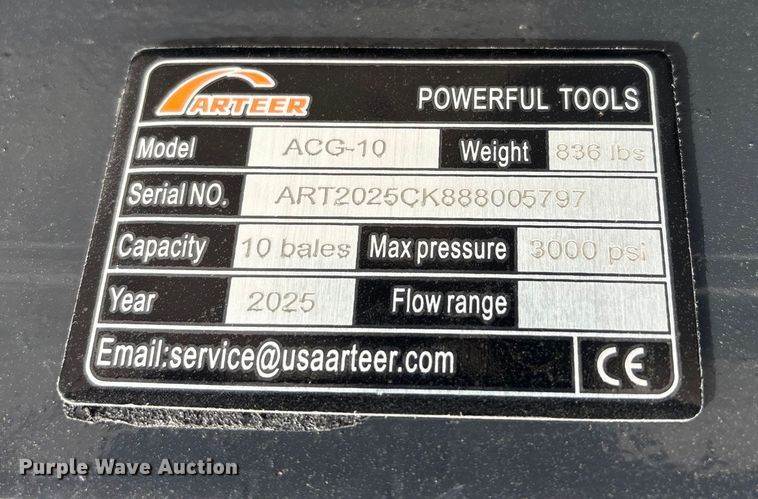 ARTEER POWERFUL TOOLS
Model ACG-10 Weight 836 lbs
Serial NO. ART2025CK888005797
Capacity 10 bales Max pressure 3000 psi
Year 2025 Flow range
Email:service@usaarteer.com CE
Purple Wave Auction